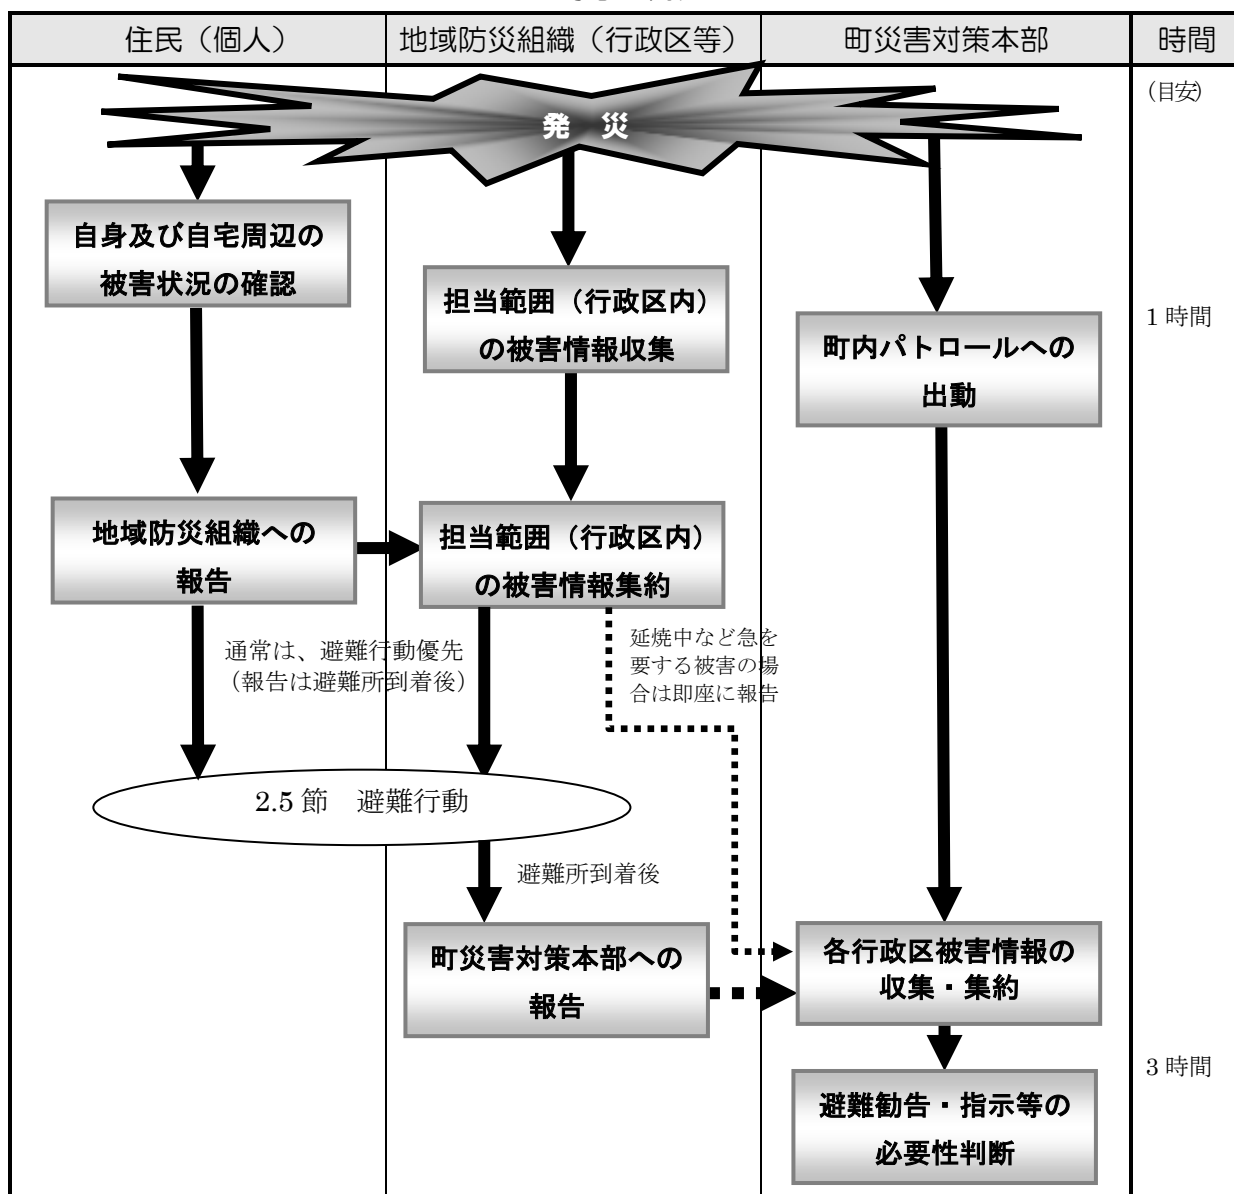 住民（個人）
地域防災組織（行政区等）
町災害対策本部
時間
（目安）
発　災
自身及び自宅周辺の
被害状況の確認
担当範囲（行政区内）
の被害情報収集
町内パトロールへの
出動
1 時間
地域防災組織への
報告
担当範囲（行政区内）
の被害情報集約
通常は、避難行動優先
（報告は避難所到着後）
延焼中など急を
要する被害の場
合は即座に報告
2.5 節　避難行動
避難所到着後
町災害対策本部への
報告
各行政区被害情報の
収集・集約
3 時間
避難勧告・指示等の
必要性判断